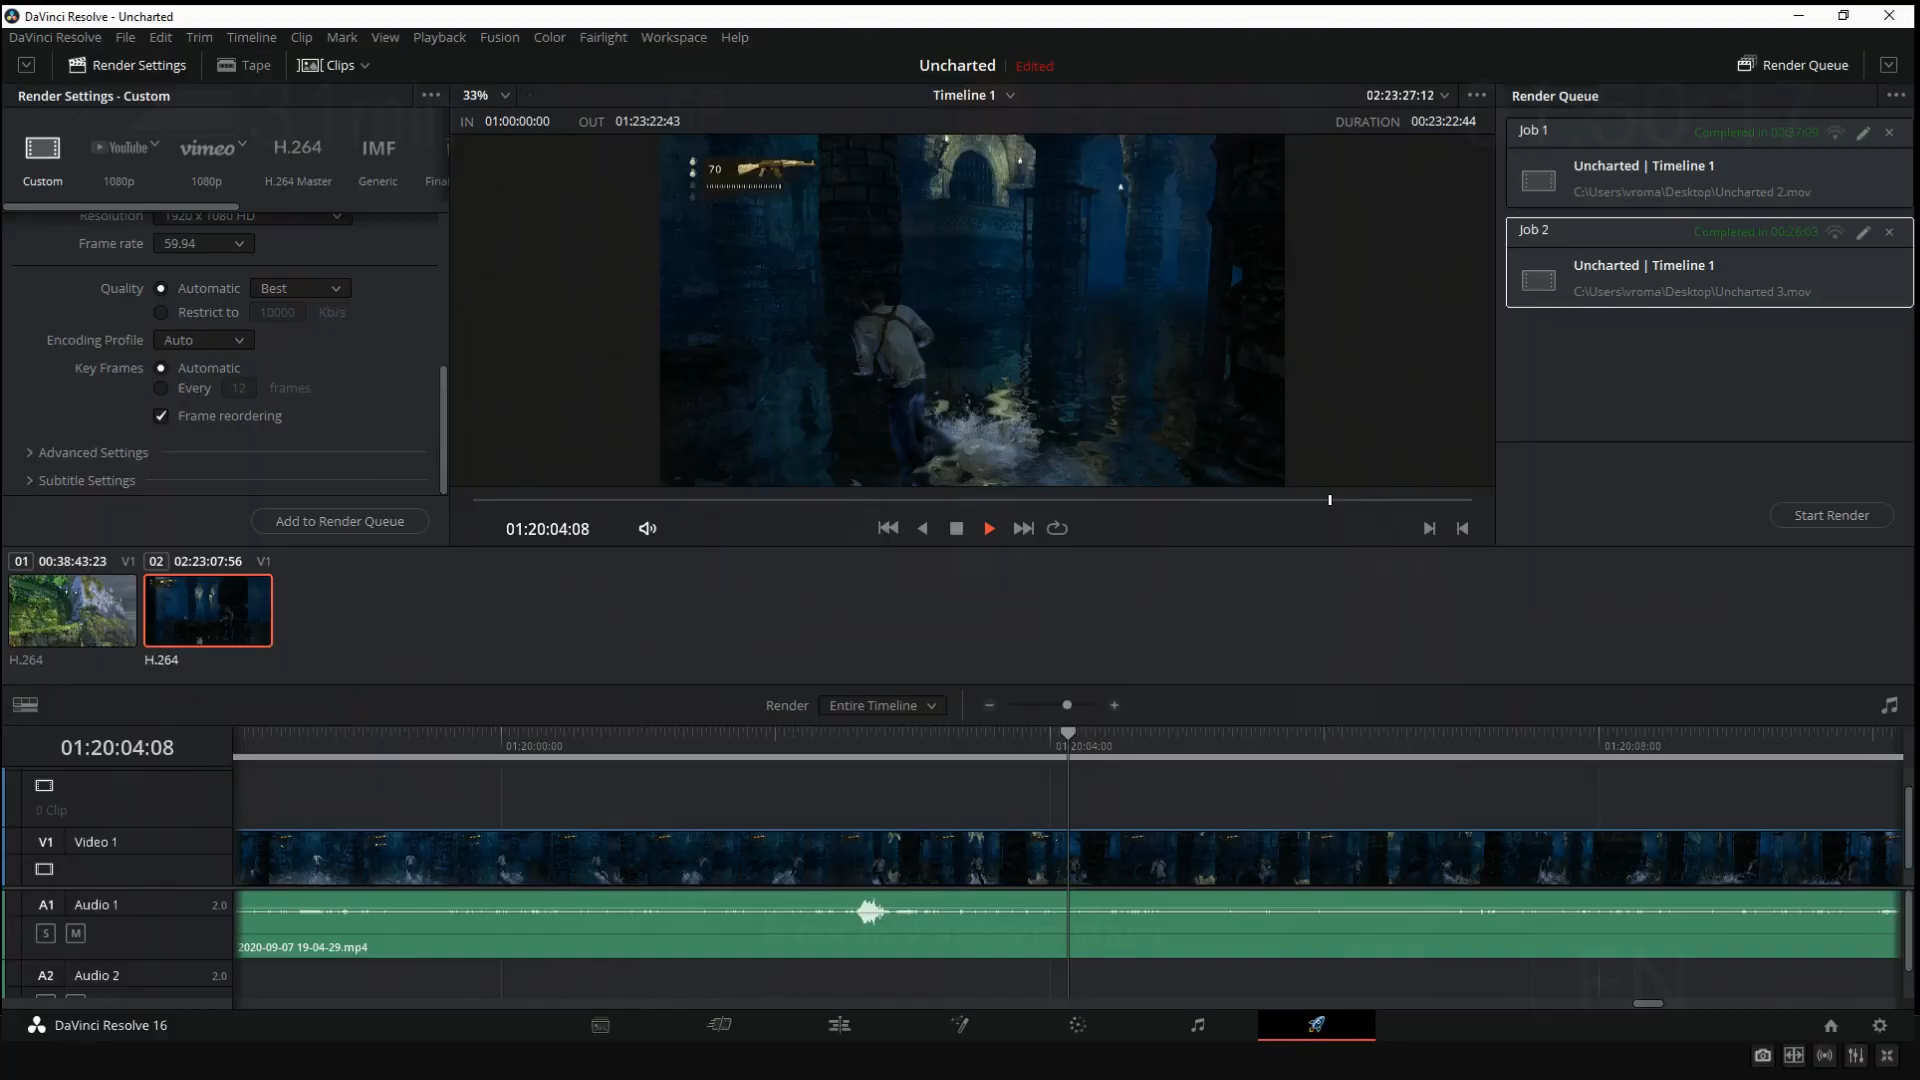 DaVinci Resolve - Uncharted
DaVinci Resolve File Edit Trim Timeline Clip Mark View Playback Fusion Color Fairlight Workspace Help
Render Settings Tape Clips Uncharted Edited Render Queue
Render Settings - Custom 33% Timeline 1 02:23:27:12 Render Queue
IN 01:00:00:00 OUT 01:23:22:43 DURATION 00:23:22:44
YouTube vimeo H.264 IMF
Custom 1080p 1080p H.264 Master Generic Final
Resolution 1920 x 1080 HD
Frame rate 59.94
Quality Automatic Best
Restrict to 10000 Kb/s
Encoding Profile Auto
Key Frames Automatic
Every 12 frames
Frame reordering
Advanced Settings
Subtitle Settings
Add to Render Queue
70
01:20:04:08
Job 1 Completed in 00:37:09
Uncharted | Timeline 1
C:\Users\vroma\Desktop\Uncharted 2.mov
Job 2 Completed in 00:26:03
Uncharted | Timeline 1
C:\Users\vroma\Desktop\Uncharted 3.mov
Start Render
01 00:38:43:23 V1 02 02:23:07:56 V1
H.264 H.264
Render Entire Timeline
01:20:04:08 01:20:00:00 01:20:04:00 01:20:08:00
0 Clip
V1 Video 1
A1 Audio 1 2.0
S M
2020-09-07 19-04-29.mp4
A2 Audio 2 2.0
DaVinci Resolve 16